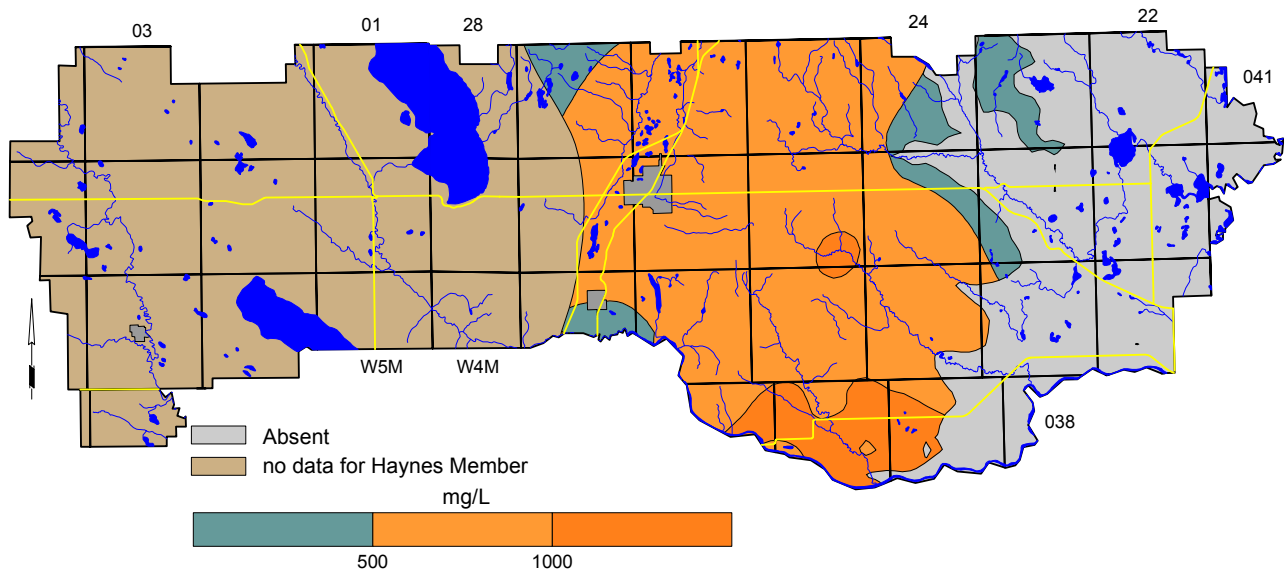 03
01
28
24
22
041
W5M
W4M
038
Absent
no data for Haynes Member
mg/L
500
1000